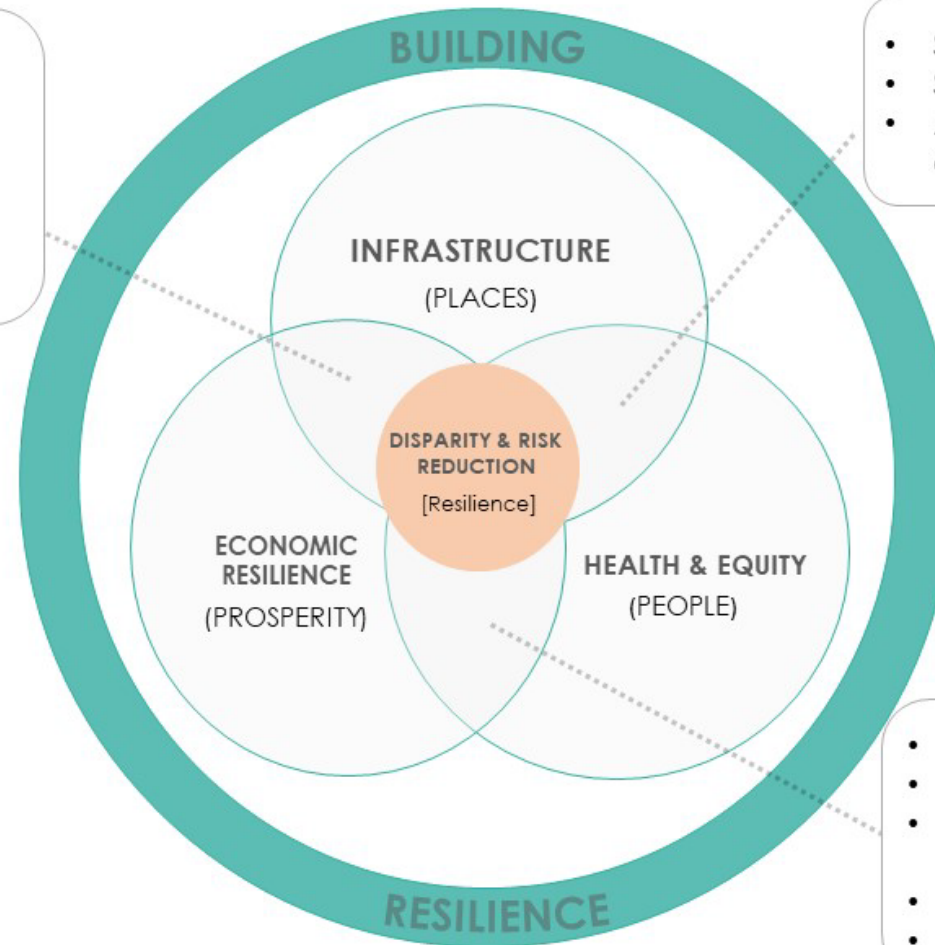 BUILDING
INFRASTRUCTURE
(PLACES)
DISPARITY & RISK
REDUCTION
[Resilience]
ECONOMIC
RESILIENCE
(PROSPERITY)
HEALTH & EQUITY
(PEOPLE)
RESILIENCE